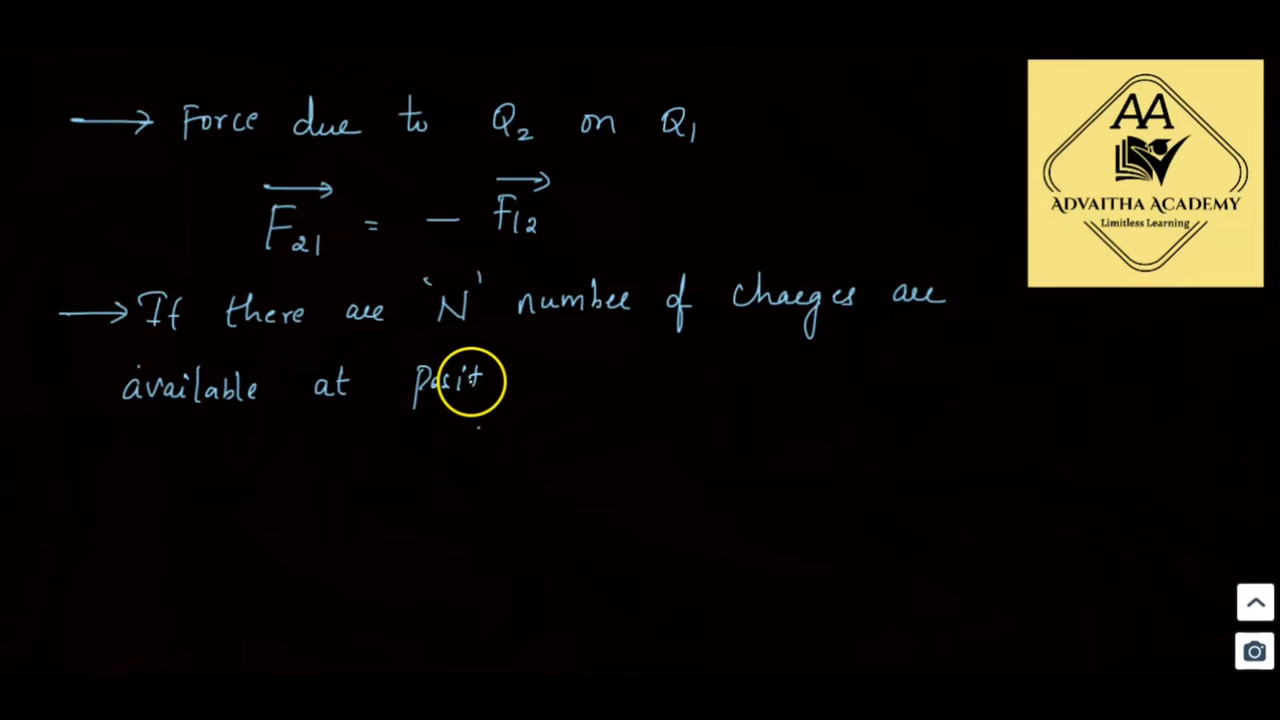 → Force due to Q₂ on Q₁
F₂₁ = − F₁₂
→ If there are 'N' number of charges are
available at posit
AA
ADVAITHA ACADEMY
Limitless Learning